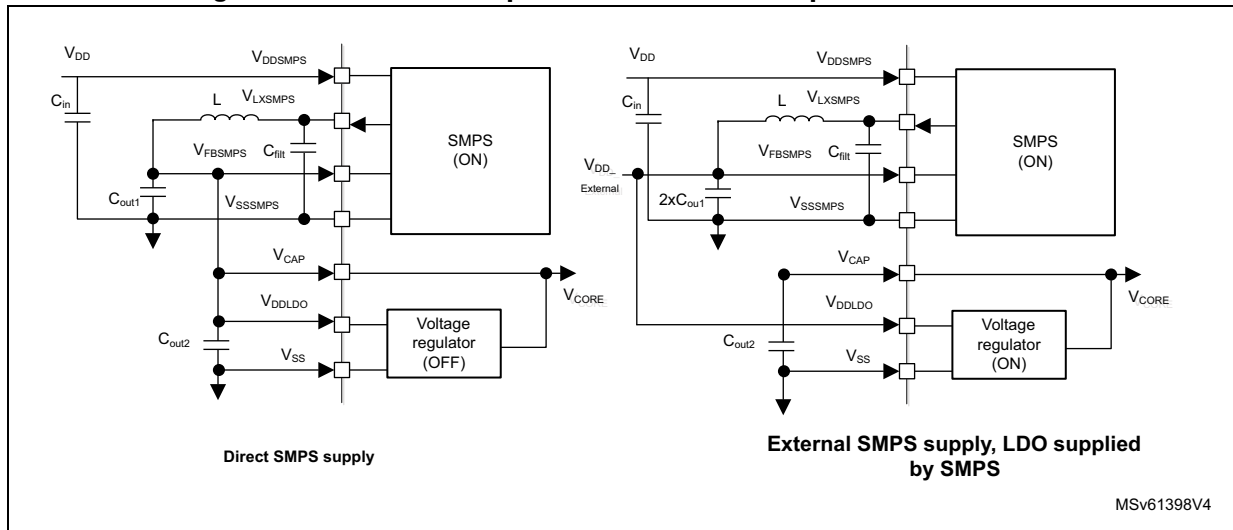 VDD
VDDSMPS
Cin
L
VLXSMPS
SMPS
(ON)
VFBSMPS
Cfilt
Cout1
VSSSMPS
VCAP
VCORE
VDDLDO
Voltage
regulator
(OFF)
Cout2
VSS
Direct SMPS supply
VDD
VDDSMPS
Cin
L
VLXSMPS
SMPS
(ON)
VFBSMPS
Cfilt
VDD_
External
2xCou1
VSSSMPS
VCAP
VCORE
VDDLDO
Voltage
regulator
(ON)
Cout2
VSS
External SMPS supply, LDO supplied
by SMPS
MSv61398V4